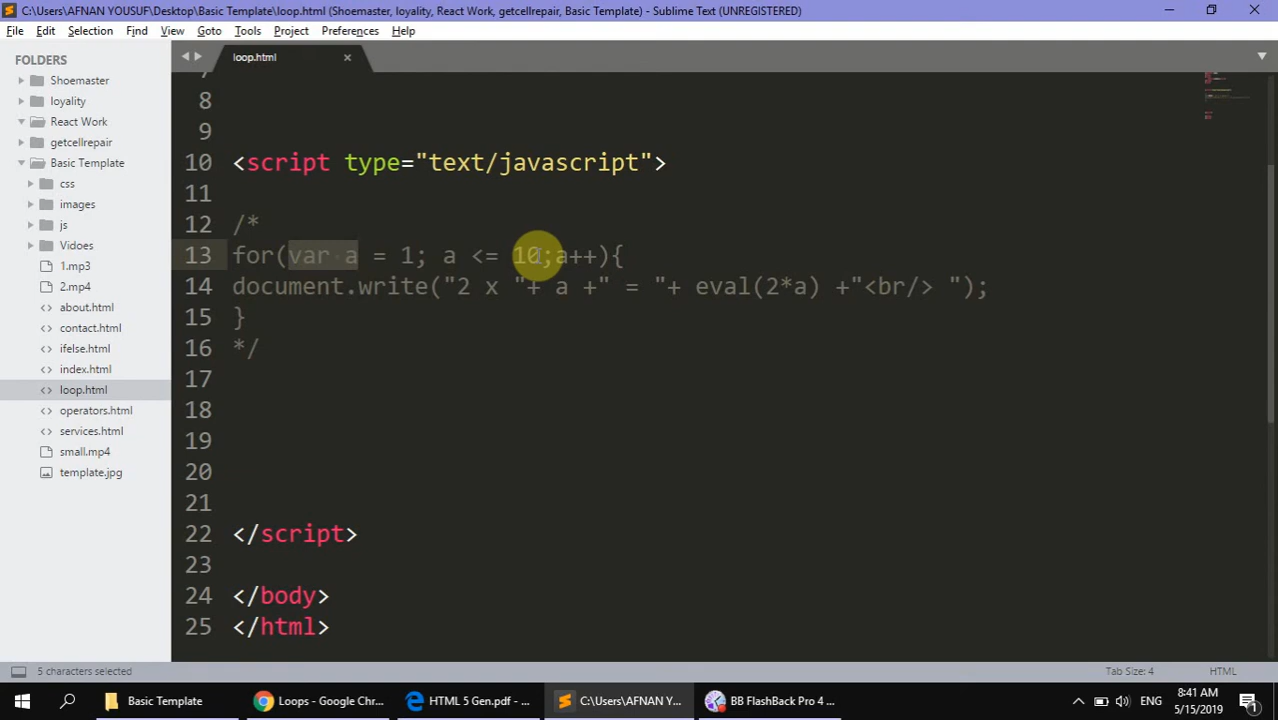 C:\Users\AFNAN YOUSUF\Desktop\Basic Template\loop.html (Shoemaster, loyality, React Work, getcellrepair, Basic Template) - Sublime Text (UNREGISTERED)
File Edit Selection Find View Goto Tools Project Preferences Help
FOLDERS
Shoemaster
loyality
React Work
getcellrepair
Basic Template
css
images
js
Vidoes
1.mp3
2.mp4
about.html
contact.html
ifelse.html
index.html
loop.html
operators.html
services.html
small.mp4
template.jpg
loop.html
8
9
10 <script type="text/javascript">
11
12 /*
13 for(var a = 1; a <= 10;a++){
14 document.write("2 x "+ a +" = "+ eval(2*a) +"<br/> ");
15 }
16 */
17
18
19
20
21
22 </script>
23
24 </body>
25 </html>
5 characters selected
Tab Size: 4
HTML
Basic Template
Loops - Google Chr...
HTML 5 Gen.pdf - ...
C:\Users\AFNAN Y...
BB FlashBack Pro 4 ...
ENG
8:41 AM
5/15/2019
1